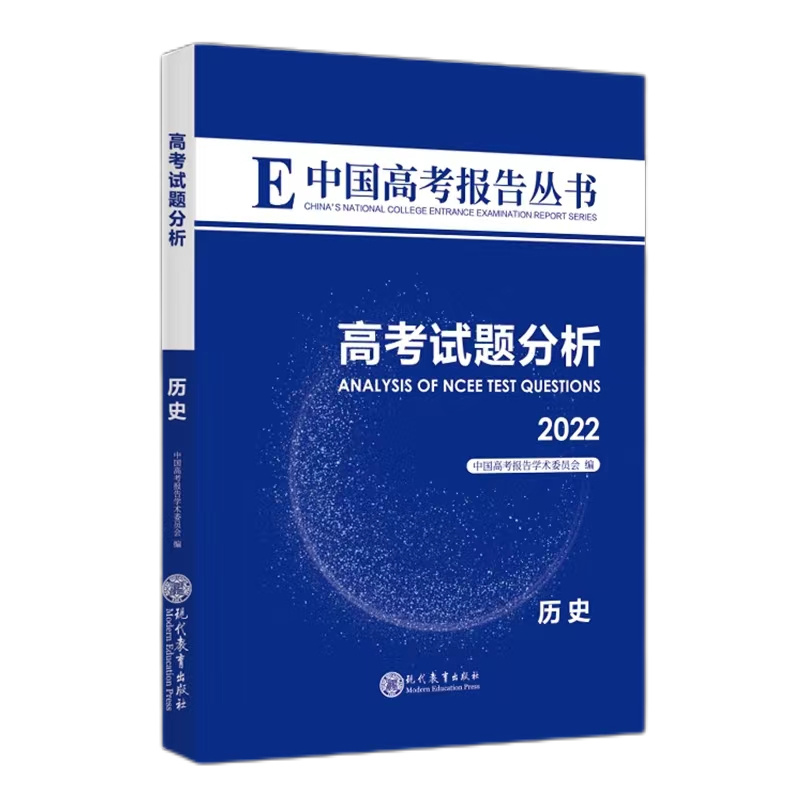 E 中国高考报告丛书
CHINA'S NATIONAL COLLEGE ENTRANCE EXAMINATION REPORT SERIES
高考试题分析
ANALYSIS OF NCEE TEST QUESTIONS
2022
中国高考报告学术委员会 编
历史
现代教育出版社
Modern Education Press
高考试题分析
历史
中国高考报告学术委员会 编
现代教育出版社
Modern Education Press